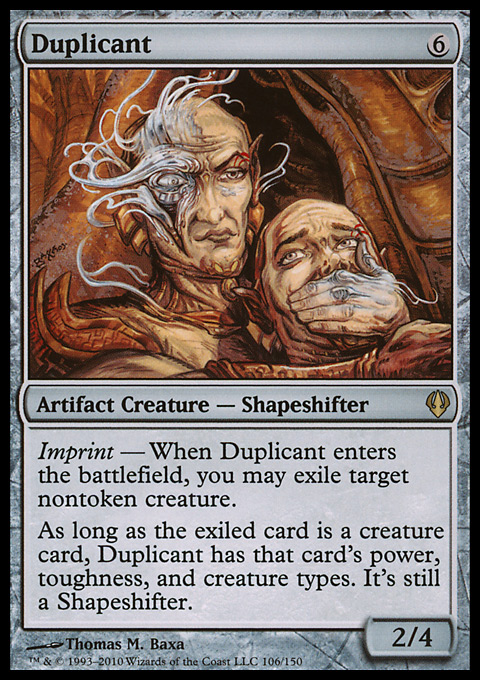 Duplicant 6
Artifact Creature — Shapeshifter
Imprint — When Duplicant enters
the battlefield, you may exile target
nontoken creature.
As long as the exiled card is a creature
card, Duplicant has that card's power,
toughness, and creature types. It's still
a Shapeshifter.
Thomas M. Baxa
2/4
™ & © 1993–2010 Wizards of the Coast LLC 106/150